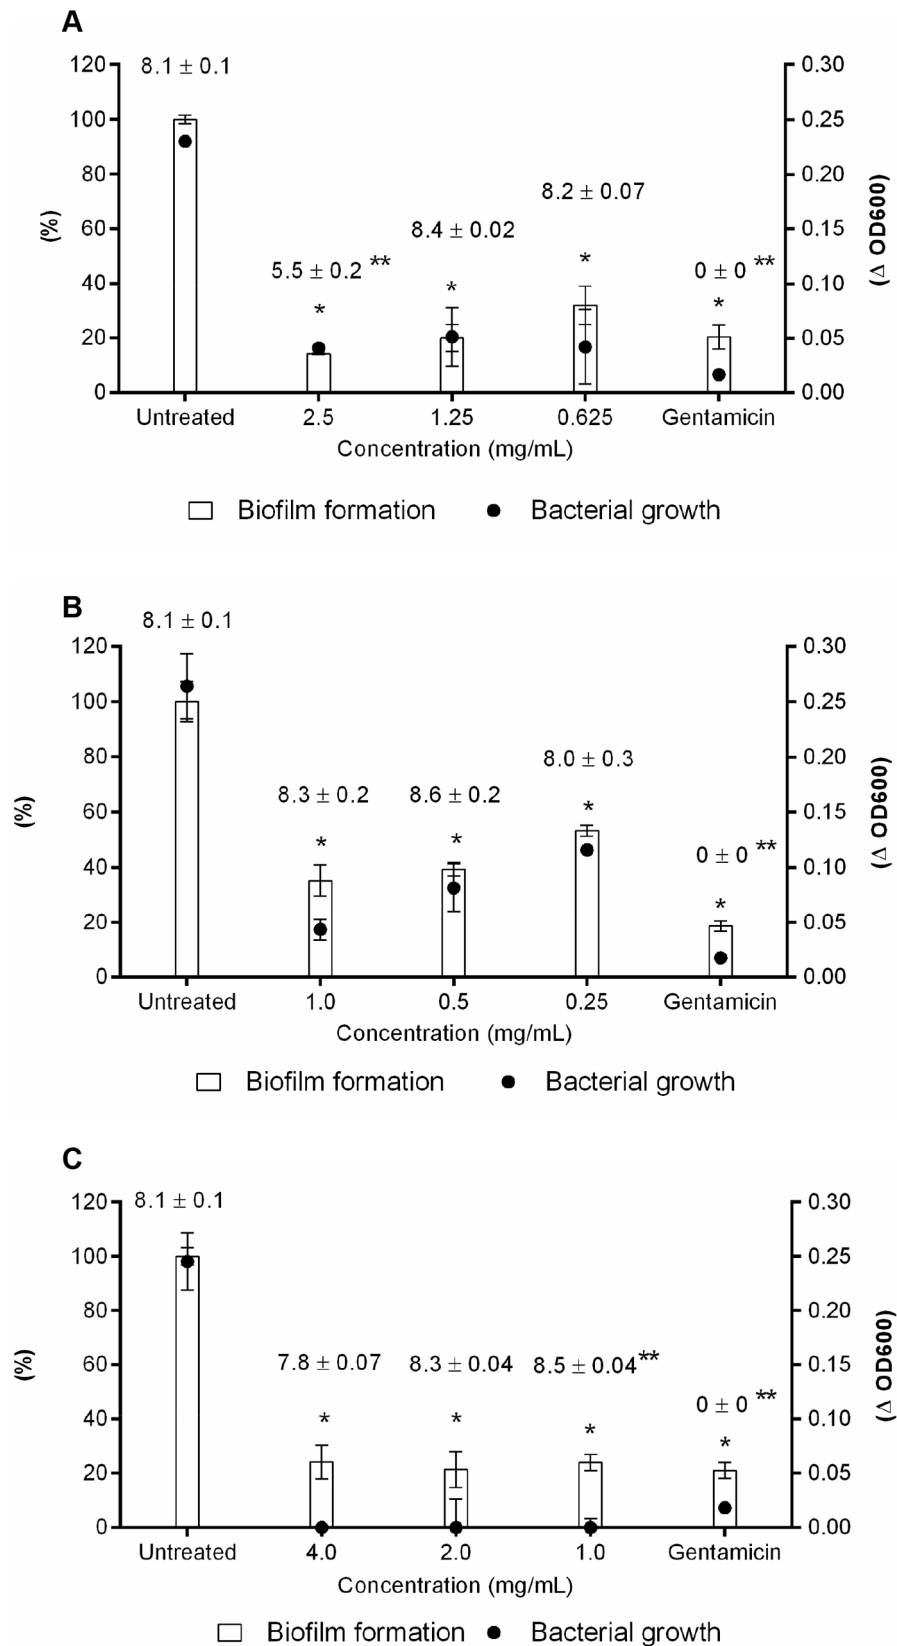 A
120
8.1 ± 0.1
0.30
100
0.25
80
0.20
8.2 ± 0.07
(%)
60
8.4 ± 0.02
0.15
(Δ OD600)
*
5.5 ± 0.2 **
0 ± 0 **
40
*
0.10
*
*
20
0.05
0
0.00
Untreated 2.5 1.25 0.625 Gentamicin
Concentration (mg/mL)
Biofilm formation Bacterial growth
B
8.1 ± 0.1
120
0.30
100
0.25
80
8.0 ± 0.3
0.20
(%)
8.3 ± 0.2 8.6 ± 0.2
*
60
0.15
(Δ OD600)
* *
0 ± 0 **
40
0.10
*
20
0.05
0
0.00
Untreated 1.0 0.5 0.25 Gentamicin
Concentration (mg/mL)
Biofilm formation Bacterial growth
C
120
8.1 ± 0.1
0.30
100
0.25
80
0.20
(%)
60
7.8 ± 0.07 8.3 ± 0.04 8.5 ± 0.04**
0.15
(Δ OD600)
0 ± 0 **
40
* * * *
0.10
20
0.05
0
0.00
Untreated 4.0 2.0 1.0 Gentamicin
Concentration (mg/mL)
Biofilm formation Bacterial growth